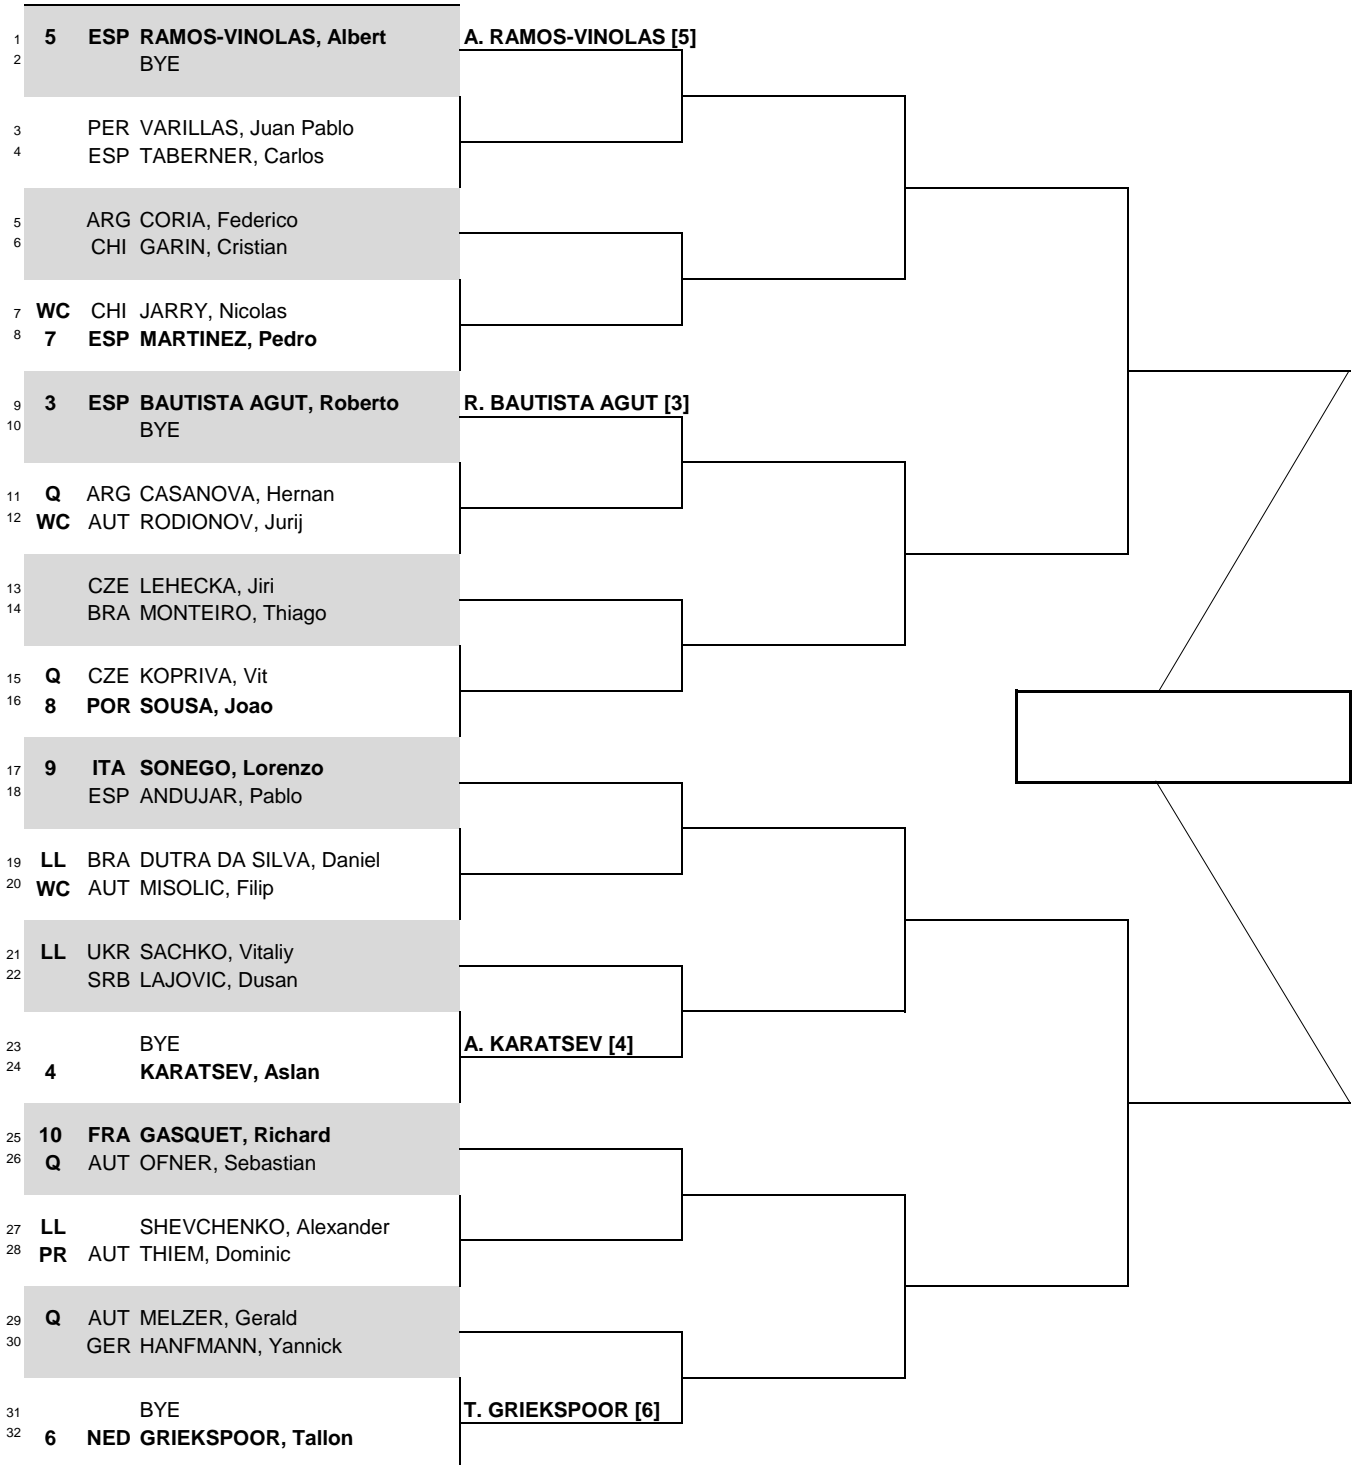 1 5 ESP RAMOS-VINOLAS, Albert A. RAMOS-VINOLAS [5]
2 BYE
3 PER VARILLAS, Juan Pablo
4 ESP TABERNER, Carlos
5 ARG CORIA, Federico
6 CHI GARIN, Cristian
7 WC CHI JARRY, Nicolas
8 7 ESP MARTINEZ, Pedro
9 3 ESP BAUTISTA AGUT, Roberto R. BAUTISTA AGUT [3]
10 BYE
11 Q ARG CASANOVA, Hernan
12 WC AUT RODIONOV, Jurij
13 CZE LEHECKA, Jiri
14 BRA MONTEIRO, Thiago
15 Q CZE KOPRIVA, Vit
16 8 POR SOUSA, Joao
17 9 ITA SONEGO, Lorenzo
18 ESP ANDUJAR, Pablo
19 LL BRA DUTRA DA SILVA, Daniel
20 WC AUT MISOLIC, Filip
21 LL UKR SACHKO, Vitaliy
22 SRB LAJOVIC, Dusan
23 BYE A. KARATSEV [4]
24 4 KARATSEV, Aslan
25 10 FRA GASQUET, Richard
26 Q AUT OFNER, Sebastian
27 LL SHEVCHENKO, Alexander
28 PR AUT THIEM, Dominic
29 Q AUT MELZER, Gerald
30 GER HANFMANN, Yannick
31 BYE T. GRIEKSPOOR [6]
32 6 NED GRIEKSPOOR, Tallon